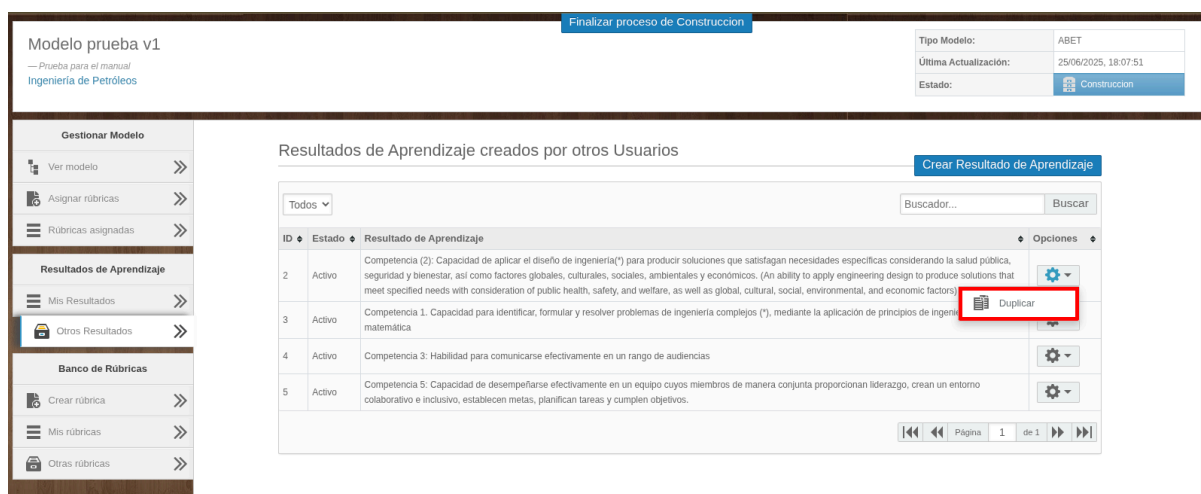 Finalizar proceso de Construccion
Modelo prueba v1
— Prueba para el manual
Ingeniería de Petróleos
Tipo Modelo: ABET
Última Actualización: 25/06/2025, 18:07:51
Estado: Construccion
Gestionar Modelo
Ver modelo
Asignar rúbricas
Rúbricas asignadas
Resultados de Aprendizaje
Mis Resultados
Otros Resultados
Banco de Rúbricas
Crear rúbrica
Mis rúbricas
Otras rúbricas
Resultados de Aprendizaje creados por otros Usuarios
Crear Resultado de Aprendizaje
Todos
Buscador... Buscar
ID Estado Resultado de Aprendizaje Opciones
2 Activo Competencia (2): Capacidad de aplicar el diseño de ingeniería(*) para producir soluciones que satisfagan necesidades específicas considerando la salud pública,
seguridad y bienestar, así como factores globales, culturales, sociales, ambientales y económicos. (An ability to apply engineering design to produce solutions that
meet specified needs with consideration of public health, safety, and welfare, as well as global, cultural, social, environmental, and economic factors)
Duplicar
3 Activo Competencia 1. Capacidad para identificar, formular y resolver problemas de ingeniería complejos (*), mediante la aplicación de principios de
matemática
4 Activo Competencia 3: Habilidad para comunicarse efectivamente en un rango de audiencias
5 Activo Competencia 5: Capacidad de desempeñarse efectivamente en un equipo cuyos miembros de manera conjunta proporcionan liderazgo, crean un entorno
colaborativo e inclusivo, establecen metas, planifican tareas y cumplen objetivos.
Página 1 de 1